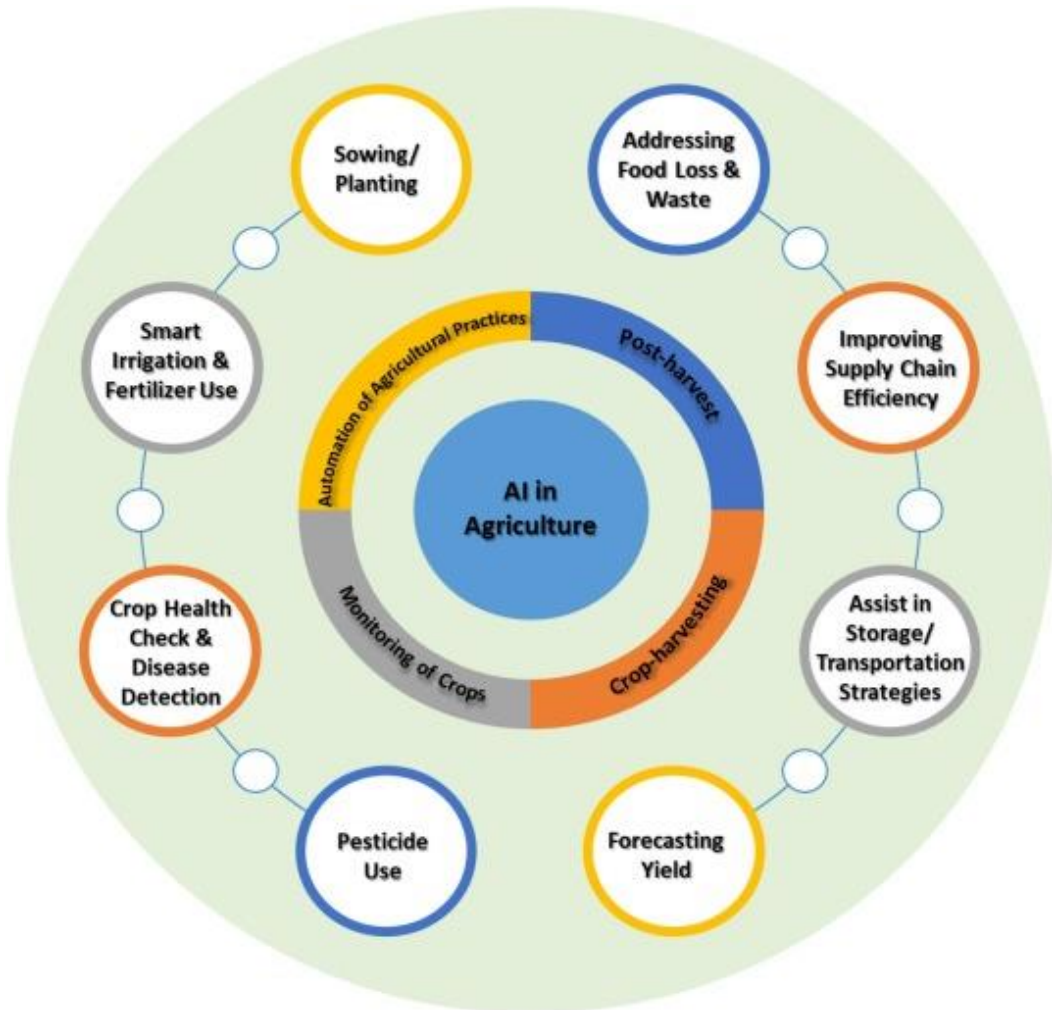 Sowing/
Planting
Addressing
Food Loss &
Waste
Smart
Irrigation &
Fertilizer Use
Improving
Supply Chain
Efficiency
Automation of Agricultural Practices
Post-harvest
AI in
Agriculture
Monitoring of Crops
Crop-harvesting
Crop Health
Check &
Disease
Detection
Assist in
Storage/
Transportation
Strategies
Pesticide
Use
Forecasting
Yield